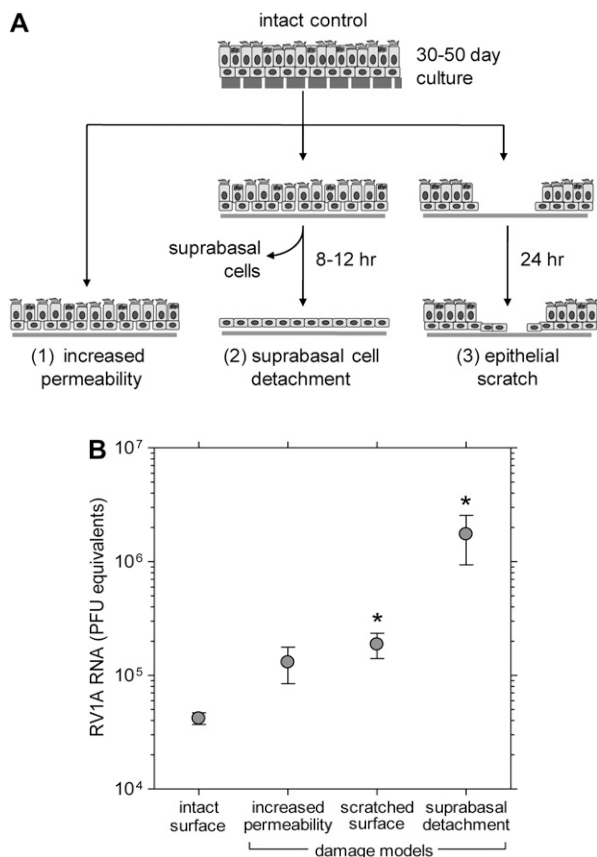 A
intact control
30-50 day
culture
suprabasal
cells
8-12 hr
24 hr
(1) increased
permeability
(2) suprabasal cell
detachment
(3) epithelial
scratch
B
RV1A RNA (PFU equivalents)
10⁷
10⁶
10⁵
10⁴
*
*
intact
surface
increased
permeability
scratched
surface
suprabasal
detachment
damage models